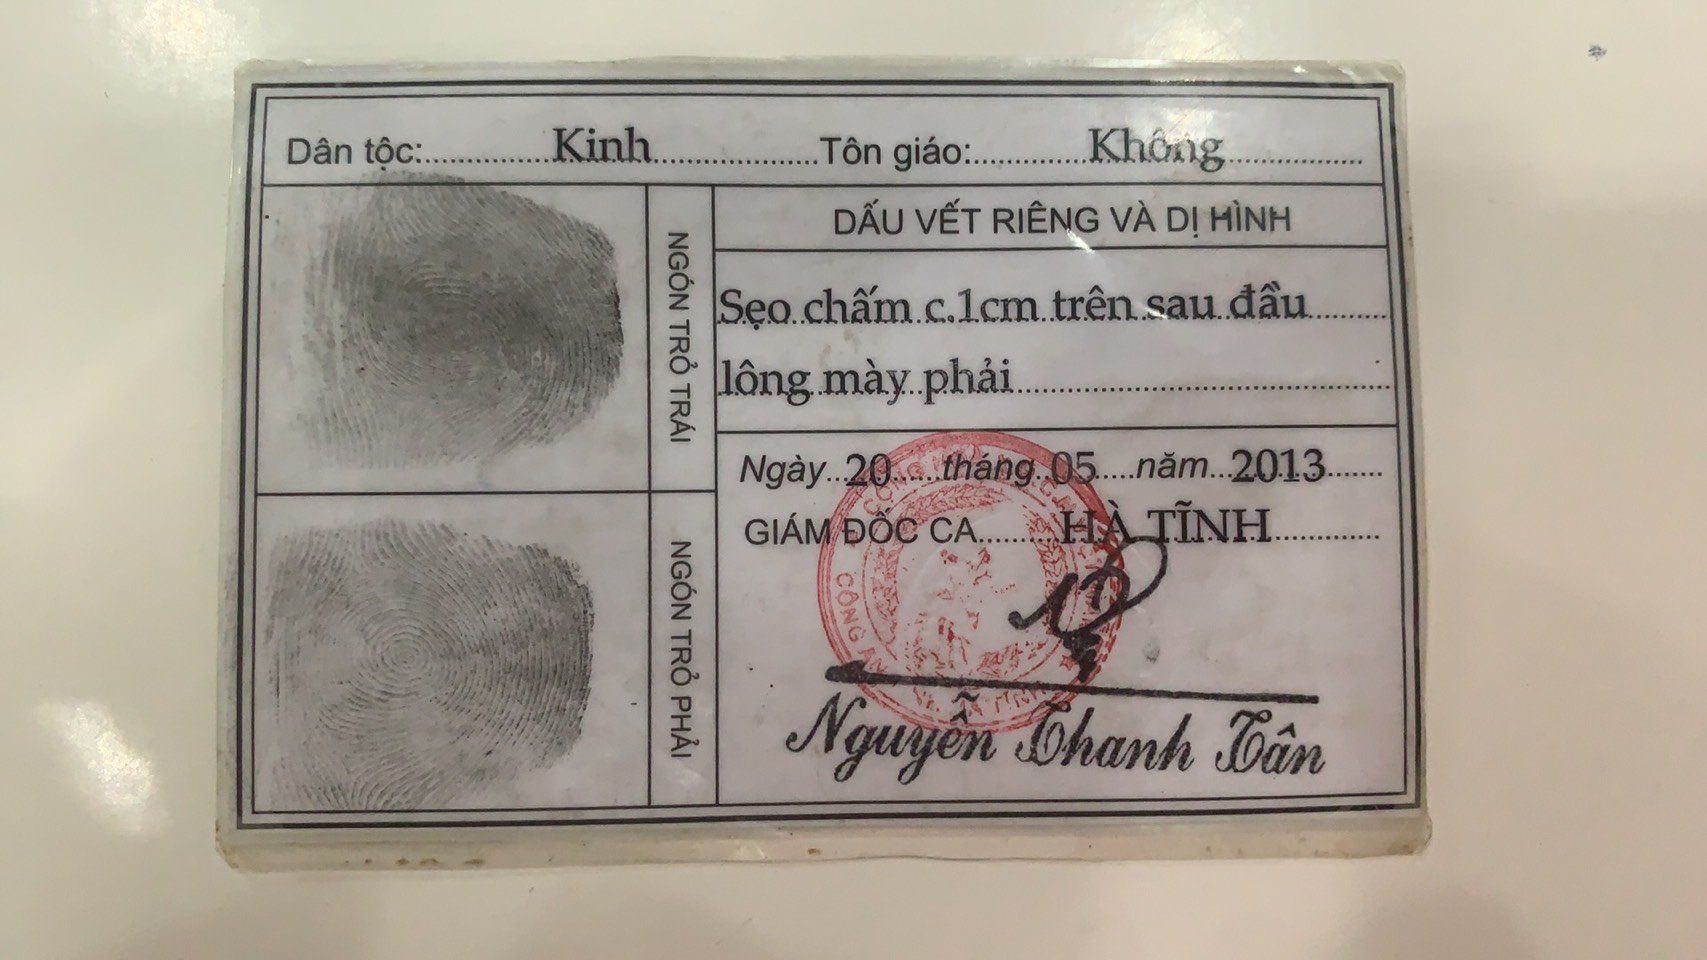 Dân tộc: Kinh Tôn giáo: Không
NGÓN TRỎ TRÁI
DẤU VẾT RIÊNG VÀ DỊ HÌNH
Sẹo chấm c.1cm trên sau đầu
lông mày phải
NGÓN TRỎ PHẢI
Ngày 20 tháng 05 năm 2013
GIÁM ĐỐC CA HÀ TĨNH
CÔNG AN
Nguyễn Thanh Tân